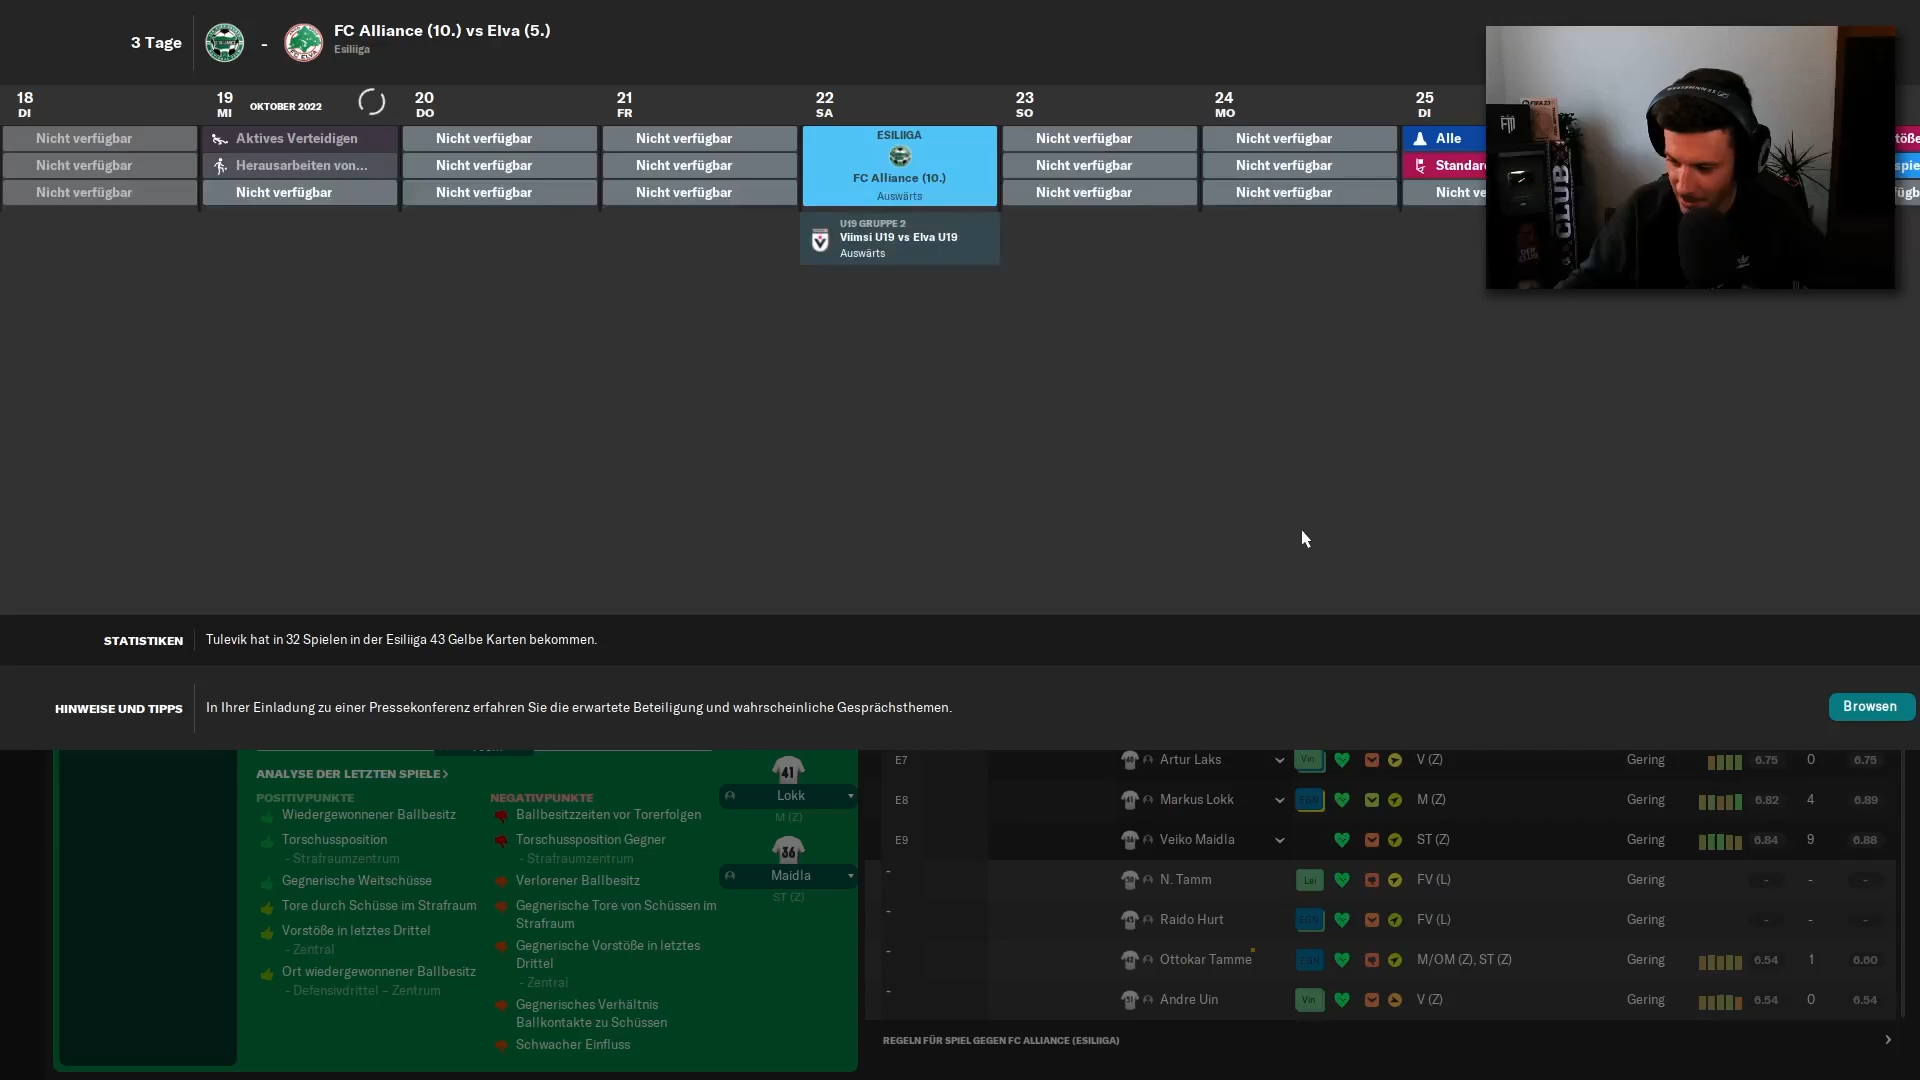 3 Tage
-
FC Alliance (10.) vs Elva (5.)
Esiliiga
18
DI
19
MI
OKTOBER 2022
20
DO
21
FR
22
SA
23
SO
24
MO
25
DI
Nicht verfügbar
Aktives Verteidigen
Nicht verfügbar
Nicht verfügbar
ESILIIGA
Nicht verfügbar
Nicht verfügbar
Alle
Nicht verfügbar
Herausarbeiten von...
Nicht verfügbar
Nicht verfügbar
FC Alliance (10.)
Nicht verfügbar
Nicht verfügbar
Nicht verfügbar
Nicht verfügbar
Nicht verfügbar
Nicht verfügbar
Auswärts
Nicht verfügbar
Nicht verfügbar
U19 GRUPPE 2
Viimsi U19 vs Elva U19
Auswärts
FIFA 23
CLUB
STATISTIKEN
Tulevik hat in 32 Spielen in der Esiliiga 43 Gelbe Karten bekommen.
HINWEISE UND TIPPS
In Ihrer Einladung zu einer Pressekonferenz erfahren Sie die erwartete Beteiligung und wahrscheinliche Gesprächsthemen.
Browsen
ANALYSE DER LETZTEN SPIELE >
POSITIVPUNKTE
Wiedergewonnener Ballbesitz
Torschussposition
- Strafraumzentrum
Gegnerische Weitschüsse
Tore durch Schüsse im Strafraum
Vorstöße in letztes Drittel
- Zentral
Ort wiedergewonnener Ballbesitz
- Defensivdrittel – Zentrum
NEGATIVPUNKTE
Ballbesitzzeiten vor Torerfolgen
Torschussposition Gegner
- Strafraumzentrum
Verlorener Ballbesitz
Gegnerische Tore von Schüssen im
Strafraum
Gegnerische Vorstöße in letztes
Drittel
- Zentral
Gegnerisches Verhältnis
Ballkontakte zu Schüssen
Schwacher Einfluss
41
Lokk
M (Z)
36
Maidla
ST (Z)
E7 Artur Laks Vin V (Z) Gering 6.75 0 6.75
E8 41 Markus Lokk EGN M (Z) Gering 6.82 4 6.89
E9 36 Veiko Maidla ST (Z) Gering 6.84 9 6.88
- N. Tamm Lei FV (L) Gering - - -
- Raido Hurt EGN FV (L) Gering - - -
- Ottokar Tamme EGN M/OM (Z), ST (Z) Gering 6.54 1 6.60
- Andre Uin Vin V (Z) Gering 6.54 0 6.54
REGELN FÜR SPIEL GEGEN FC ALLIANCE (ESILIIGA)